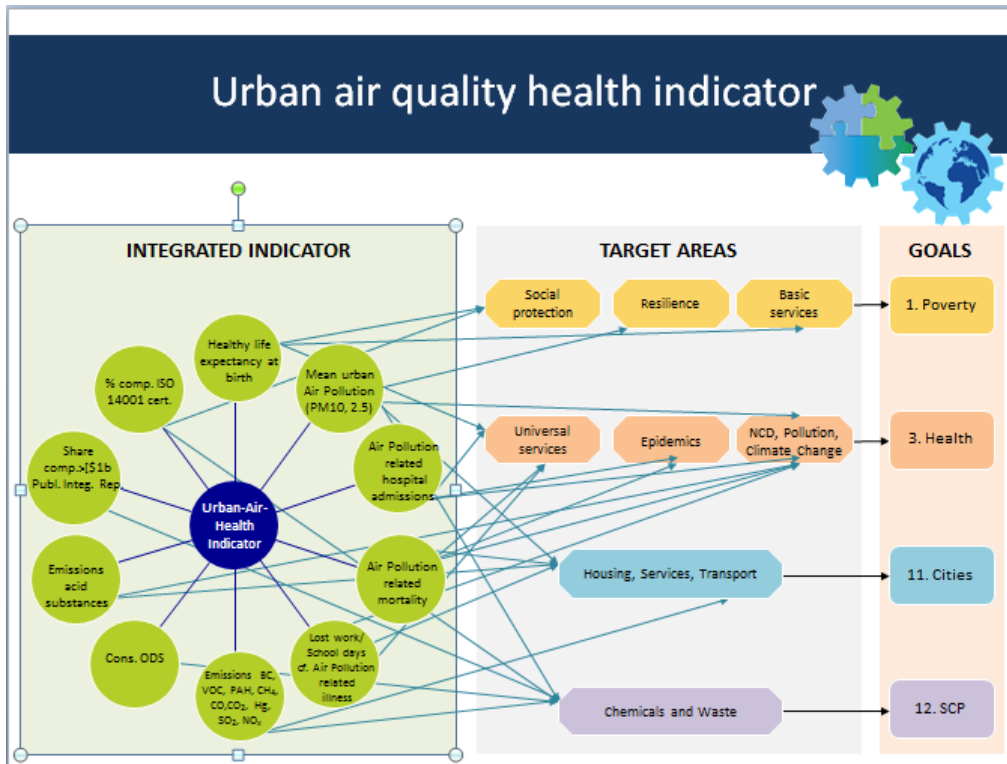 Urban air quality health indicator
INTEGRATED INDICATOR
Healthy life
expectancy at
birth
Mean urban
Air Pollution
(PM10, 2.5)
Air Pollution
related
hospital
admissions
Air Pollution
related
mortality
Lost work/
School days
cf. Air Pollution
related
illness
Emissions BC,
VOC, PAH, CH₄,
CO,CO₂, Hg,
SO₂, NOₓ
Cons. ODS
Emissions
acid
substances
Share
comp.>[$1b
Publ. Integ. Rep.
% comp. ISO
14001 cert.
Urban-Air-
Health
Indicator
TARGET AREAS
Social
protection
Resilience
Basic
services
Universal
services
Epidemics
NCD, Pollution,
Climate Change
Housing, Services, Transport
Chemicals and Waste
GOALS
1. Poverty
3. Health
11. Cities
12. SCP